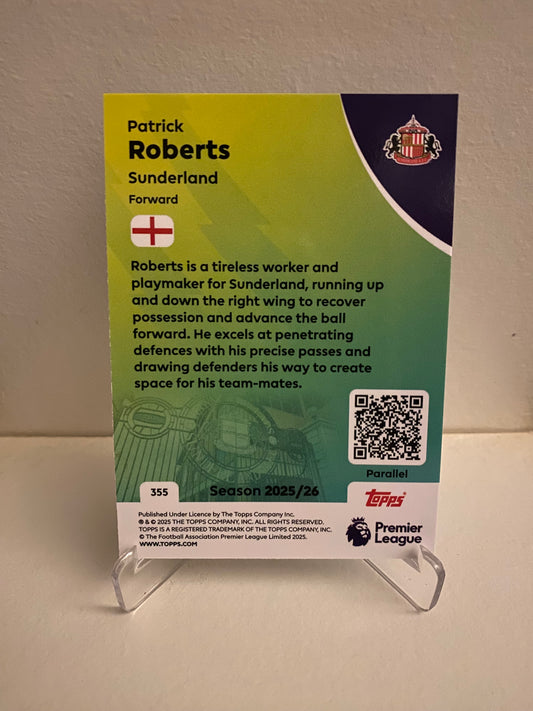 Patrick
Roberts
Sunderland
Forward
Roberts is a tireless worker and
playmaker for Sunderland, running up
and down the right wing to recover
possession and advance the ball
forward. He excels at penetrating
defences with his precise passes and
drawing defenders his way to create
space for his team-mates.
Parallel
355
Season 2025/26
Topps
Published Under Licence by The Topps Company Inc.
® & © 2025 THE TOPPS COMPANY, INC. ALL RIGHTS RESERVED.
TOPPS IS A REGISTERED TRADEMARK OF THE TOPPS COMPANY, INC.
© The Football Association Premier League Limited 2025.
WWW.TOPPS.COM
Premier
League